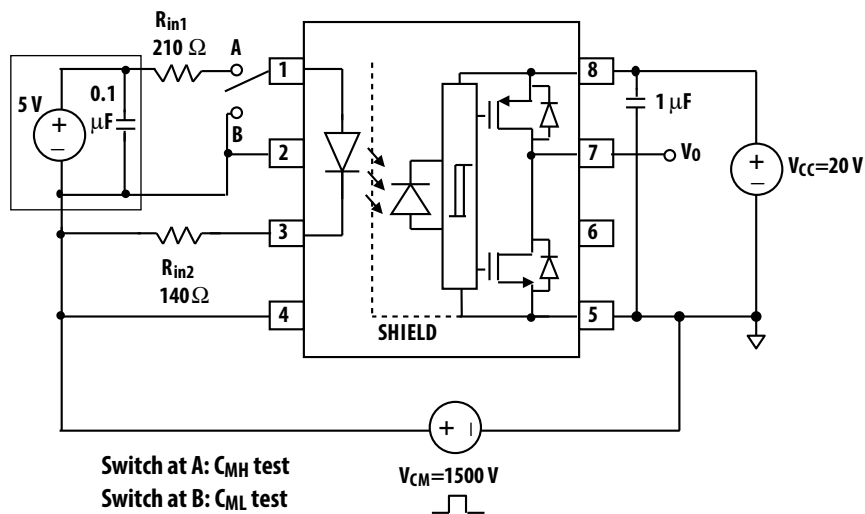 Rin1
210 Ω
A
1
8
5 V
0.1
μF
+
−
B
1 μF
2
7
VO
+
−
VCC=20 V
3
6
Rin2
140Ω
4
5
SHIELD
+ −
Switch at A: CMH test
Switch at B: CML test
VCM=1500 V